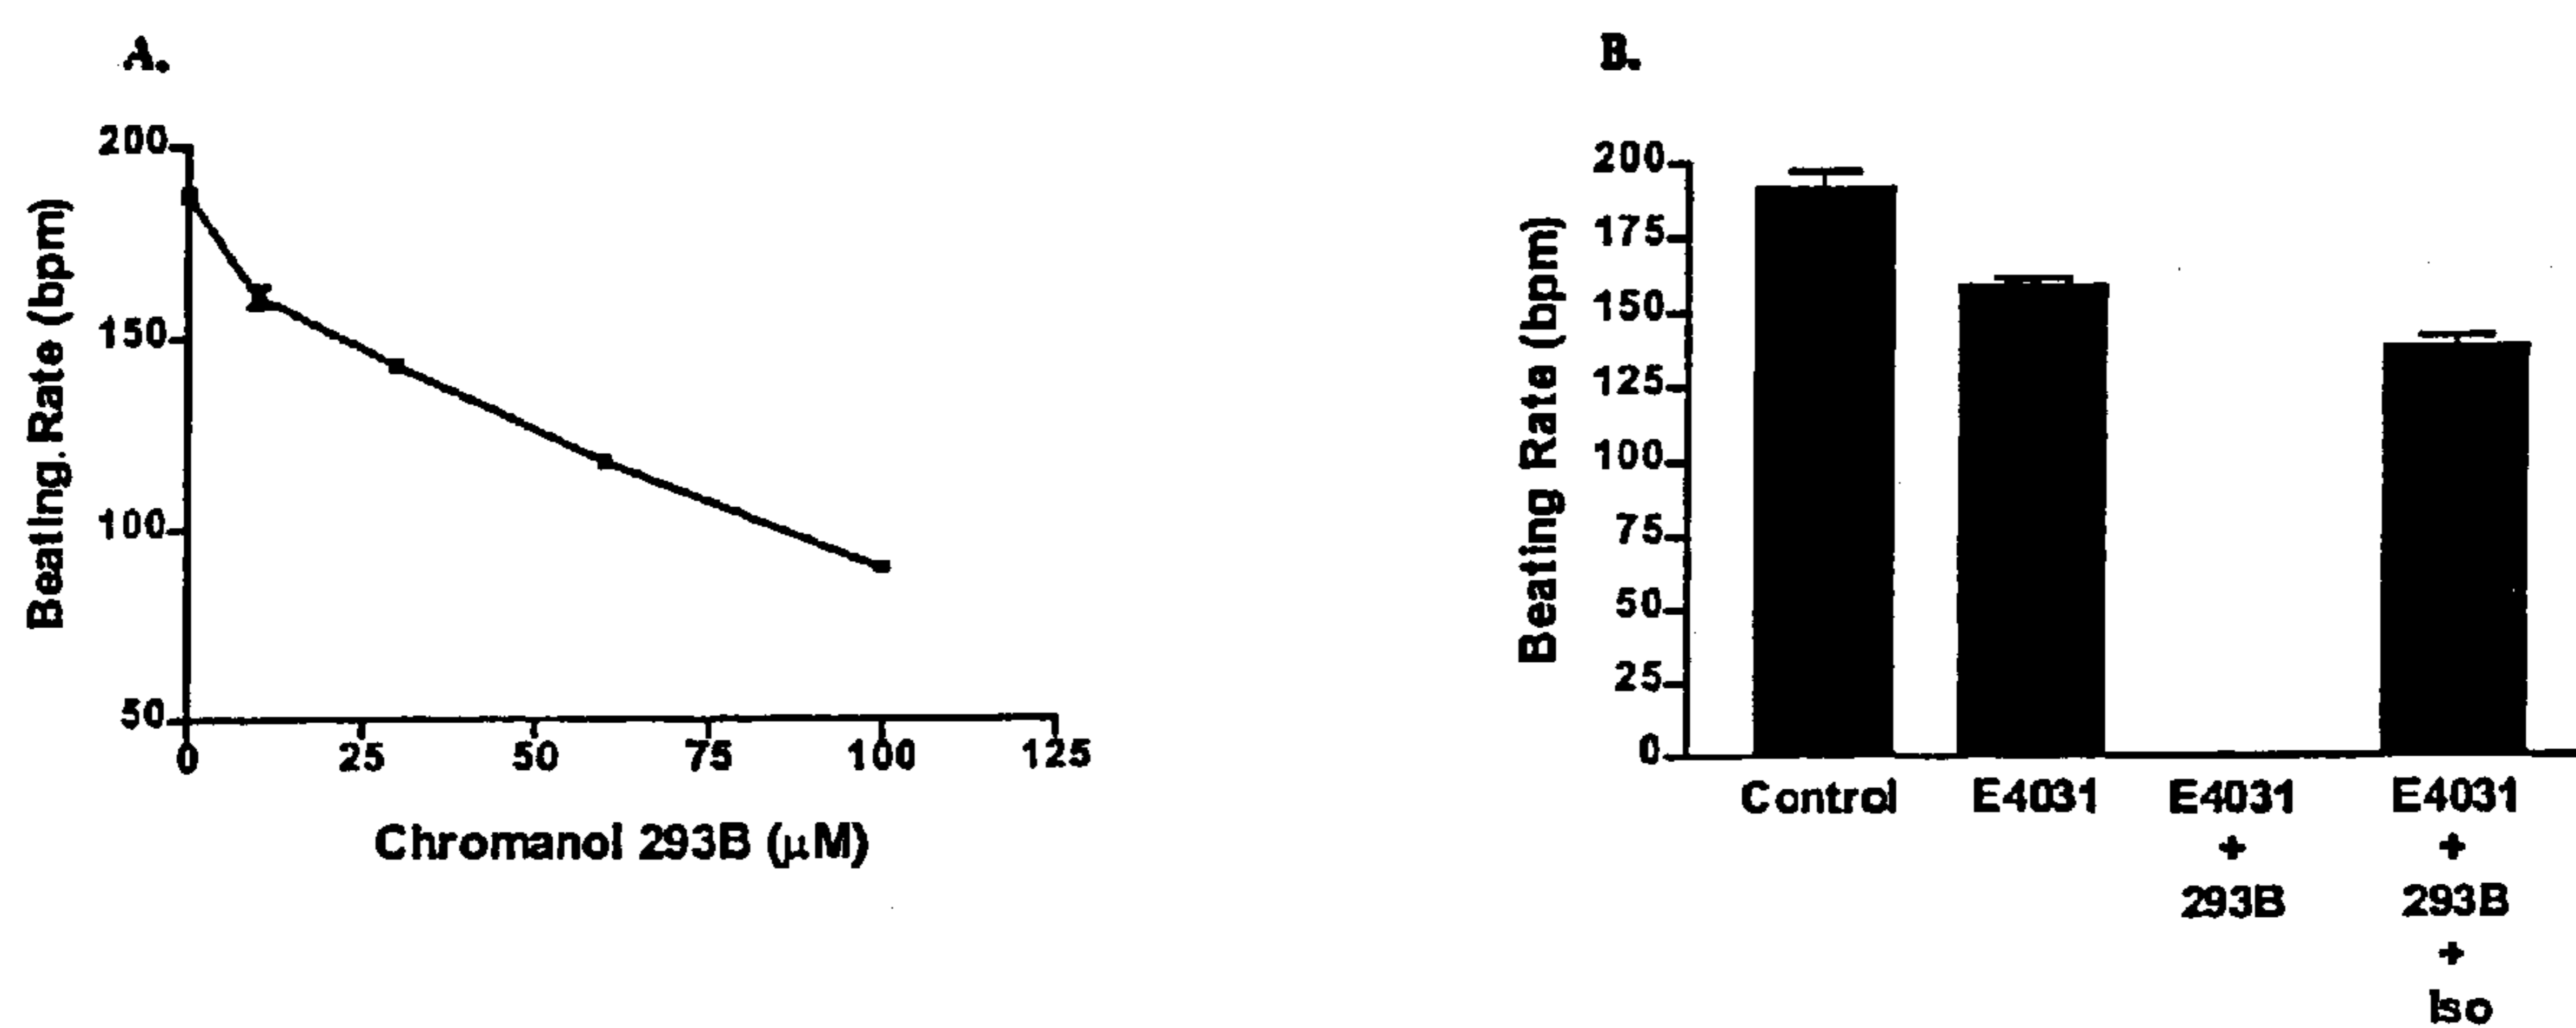 A.
200
150
100
50
0 25 50 75 100 125
Beating.Rate (bpm)
Chromanol 293B (μM)
B.
200
175
150
125
100
75
50
25
0
Beating Rate (bpm)
Control E4031 E4031 E4031
+ +
293B 293B
+
Iso